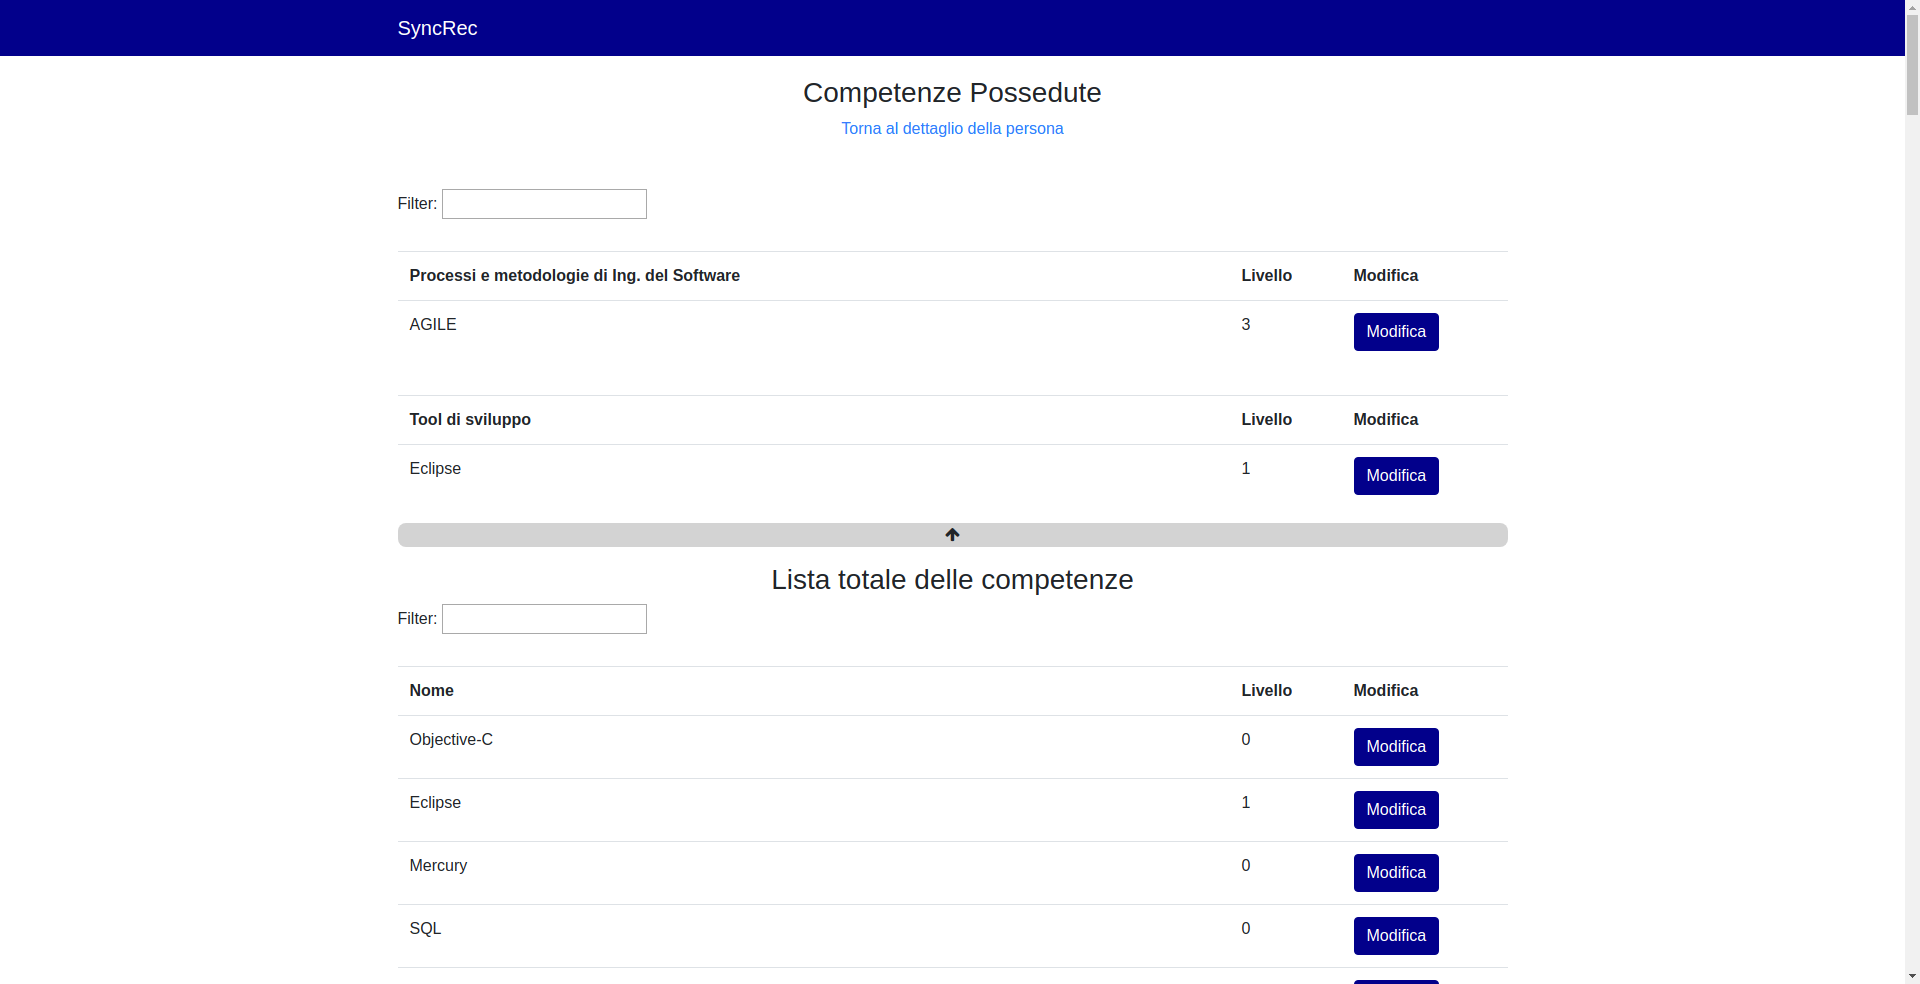 SyncRec
Competenze Possedute
Torna al dettaglio della persona
Filter:
Processi e metodologie di Ing. del Software Livello Modifica
AGILE 3 Modifica
Tool di sviluppo Livello Modifica
Eclipse 1 Modifica
Lista totale delle competenze
Filter:
Nome Livello Modifica
Objective-C 0 Modifica
Eclipse 1 Modifica
Mercury 0 Modifica
SQL 0 Modifica